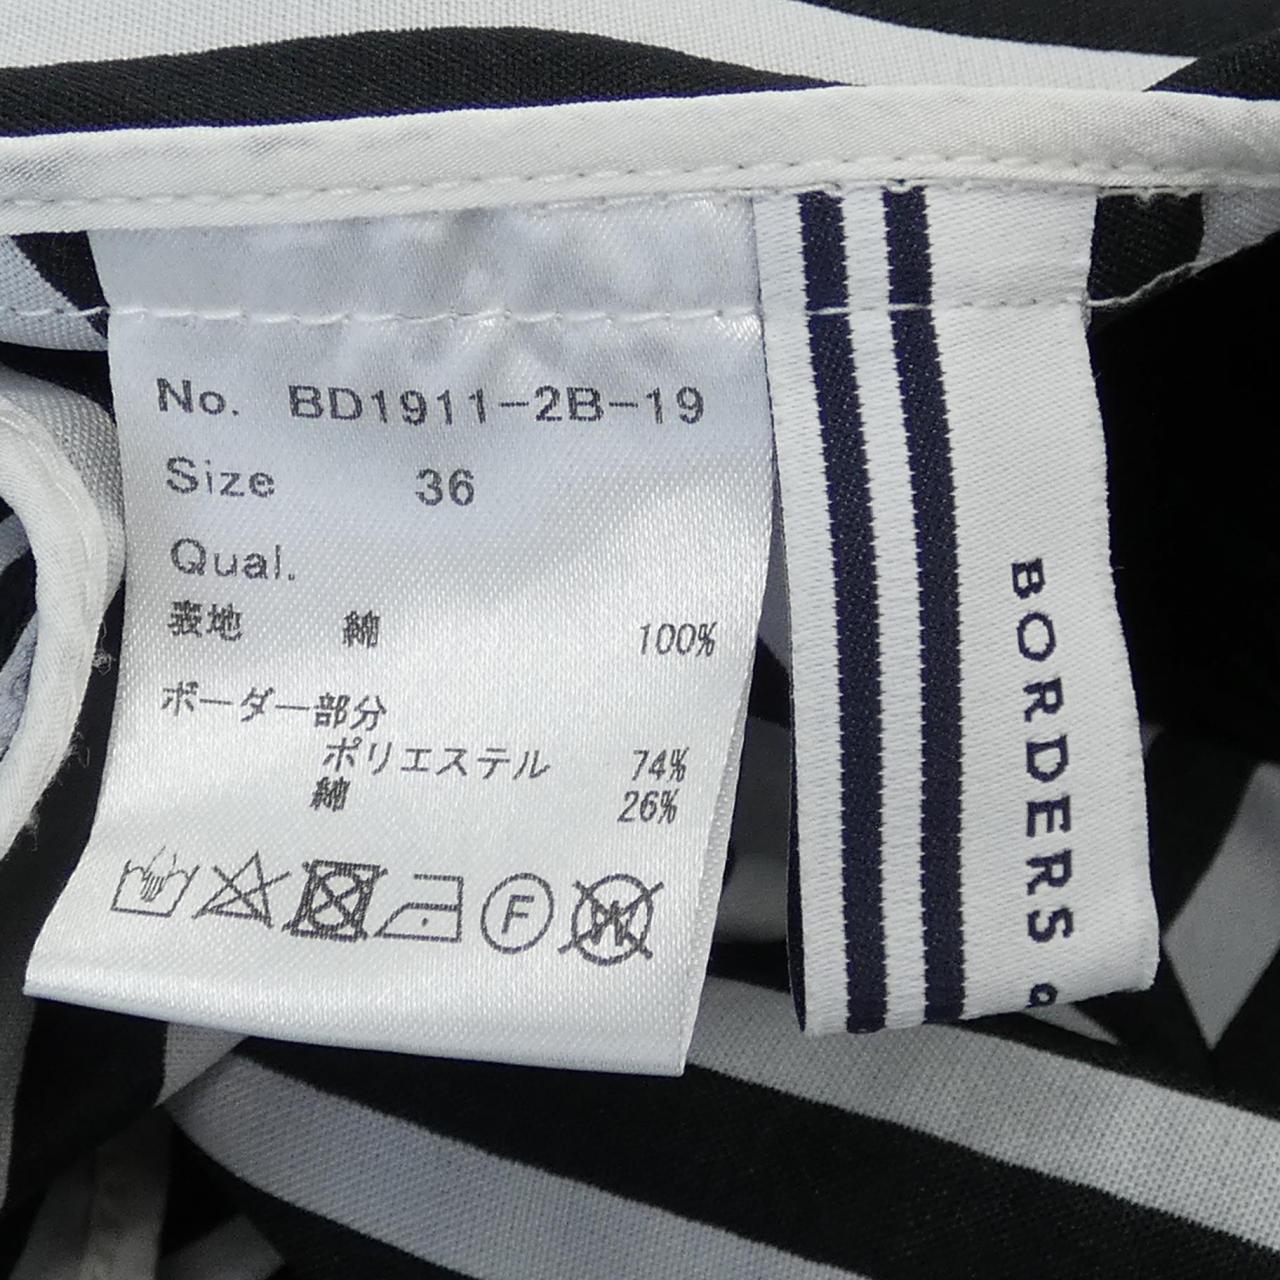 No. BD1911-2B-19
Size 36
Qual.
表地 綿 100%
ボーダー部分
ポリエステル 74%
綿 26%
F
W
BORDERS